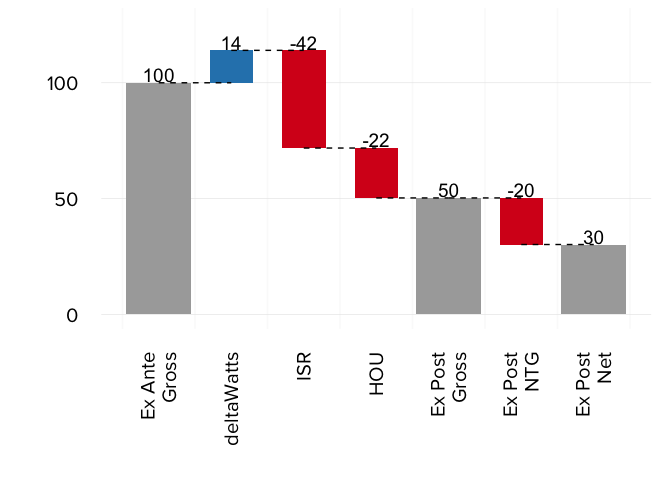 14
-42
100
100
-22
50
-20
50
30
0
Ex Ante
Gross
deltaWatts
ISR
HOU
Ex Post
Gross
Ex Post
NTG
Ex Post
Net